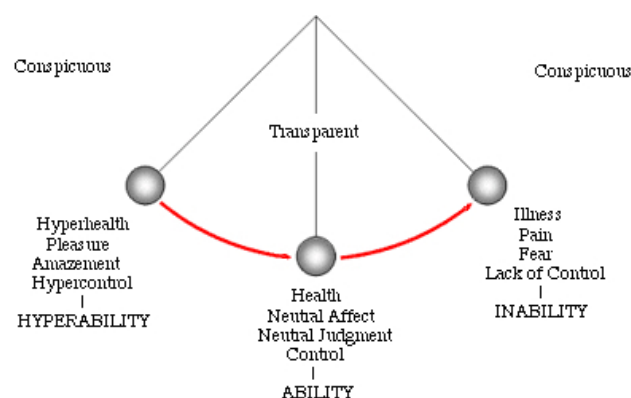 Conspicuous
Conspicuous
Transparent
Hyperhealth
Pleasure
Amazement
Hypercontrol
HYPERABILITY
Health
Neutral Affect
Neutral Judgment
Control
ABILITY
Illness
Pain
Fear
Lack of Control
INABILITY